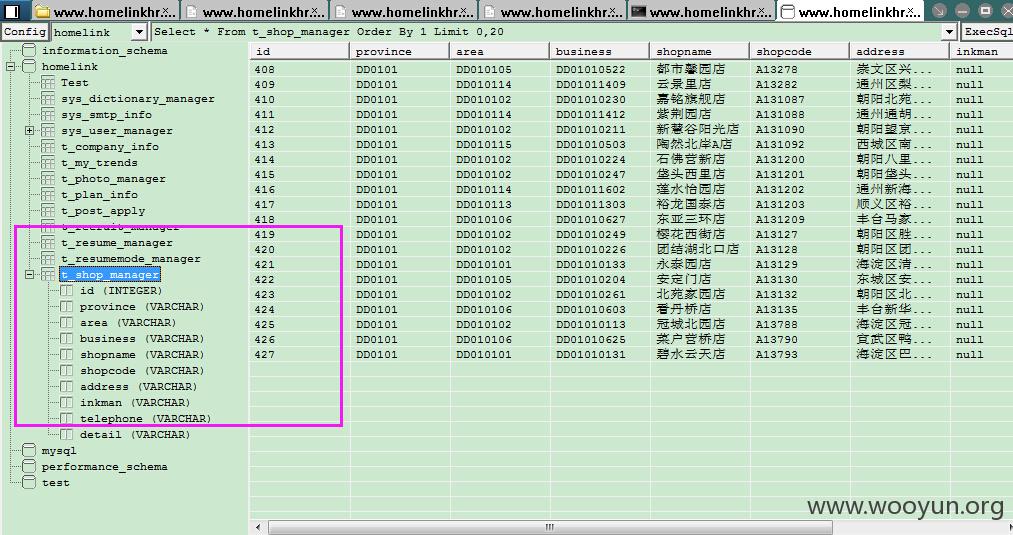 www.homelinkhr.x... www.homelinkhr.x... www.homelinkhr.x... www.homelinkhr.x... www.homelinkhr.x... www.homelinkhr.x...
Config homelink Select * From t_shop_manager Order By 1 Limit 0,20 ExecSql
information_schema
homelink
Test
sys_dictionary_manager
sys_smtp_info
sys_user_manager
t_company_info
t_my_trends
t_photo_manager
t_plan_info
t_post_apply
t_recruit_manager
t_resume_manager
t_resumemode_manager
t_shop_manager
id (INTEGER)
province (VARCHAR)
area (VARCHAR)
business (VARCHAR)
shopname (VARCHAR)
shopcode (VARCHAR)
address (VARCHAR)
inkman (VARCHAR)
telephone (VARCHAR)
detail (VARCHAR)
mysql
performance_schema
test
id province area business shopname shopcode address inkman
408 DD0101 DD010105 DD01010522 都市馨园店 A13278 崇文区兴... null
409 DD0101 DD010114 DD01011409 云景里店 A13282 通州区梨... null
410 DD0101 DD010102 DD01010230 嘉铭旗舰店 A131087 朝阳北苑... null
411 DD0101 DD010114 DD01011412 紫荆园店 A131088 通州通胡... null
412 DD0101 DD010102 DD01010211 新慧谷阳光店 A131090 朝阳望京... null
413 DD0101 DD010115 DD01010503 陶然北岸A店 A131092 西城区南... null
414 DD0101 DD010102 DD01010224 石佛营新店 A131200 朝阳八里... null
415 DD0101 DD010102 DD01010247 垡头西里店 A131201 朝阳垡头... null
416 DD0101 DD010114 DD01011602 莲水怡园店 A131202 通州新海... null
417 DD0101 DD010113 DD01011303 裕龙国泰店 A131203 顺义区裕... null
418 DD0101 DD010106 DD01010627 东亚三环店 A131209 丰台马家... null
419 DD0101 DD010102 DD01010249 樱花西街店 A13127 朝阳区胜... null
420 DD0101 DD010102 DD01010226 团结湖北口店 A13128 朝阳区团... null
421 DD0101 DD010101 DD01010133 永泰园店 A13129 海淀区清... null
422 DD0101 DD010105 DD01010204 安定门店 A13130 东城区安... null
423 DD0101 DD010102 DD01010261 北苑家园店 A13132 朝阳区北... null
424 DD0101 DD010106 DD01010603 看丹桥店 A13135 丰台新华... null
425 DD0101 DD010102 DD01010113 冠城北园店 A13788 海淀区冠... null
426 DD0101 DD010106 DD01010625 菜户营桥店 A13790 宣武区鸭... null
427 DD0101 DD010101 DD01010131 碧水云天店 A13793 海淀区巴... null
www.wooyun.org